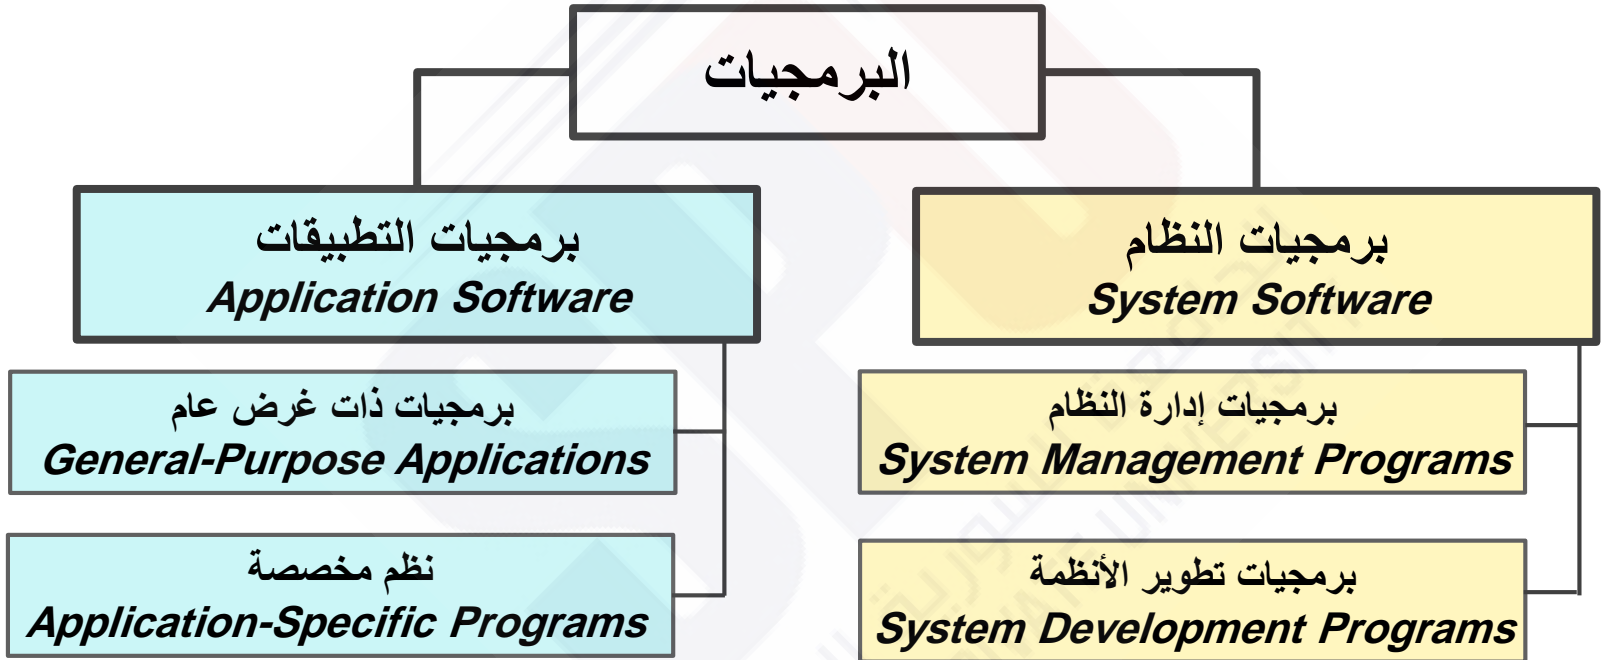 البرمجيات
برمجيات النظام
System Software
برمجيات إدارة النظام
System Management Programs
برمجيات تطوير الأنظمة
System Development Programs
برمجيات التطبيقات
Application Software
برمجيات ذات غرض عام
General-Purpose Applications
نظم مخصصة
Application-Specific Programs